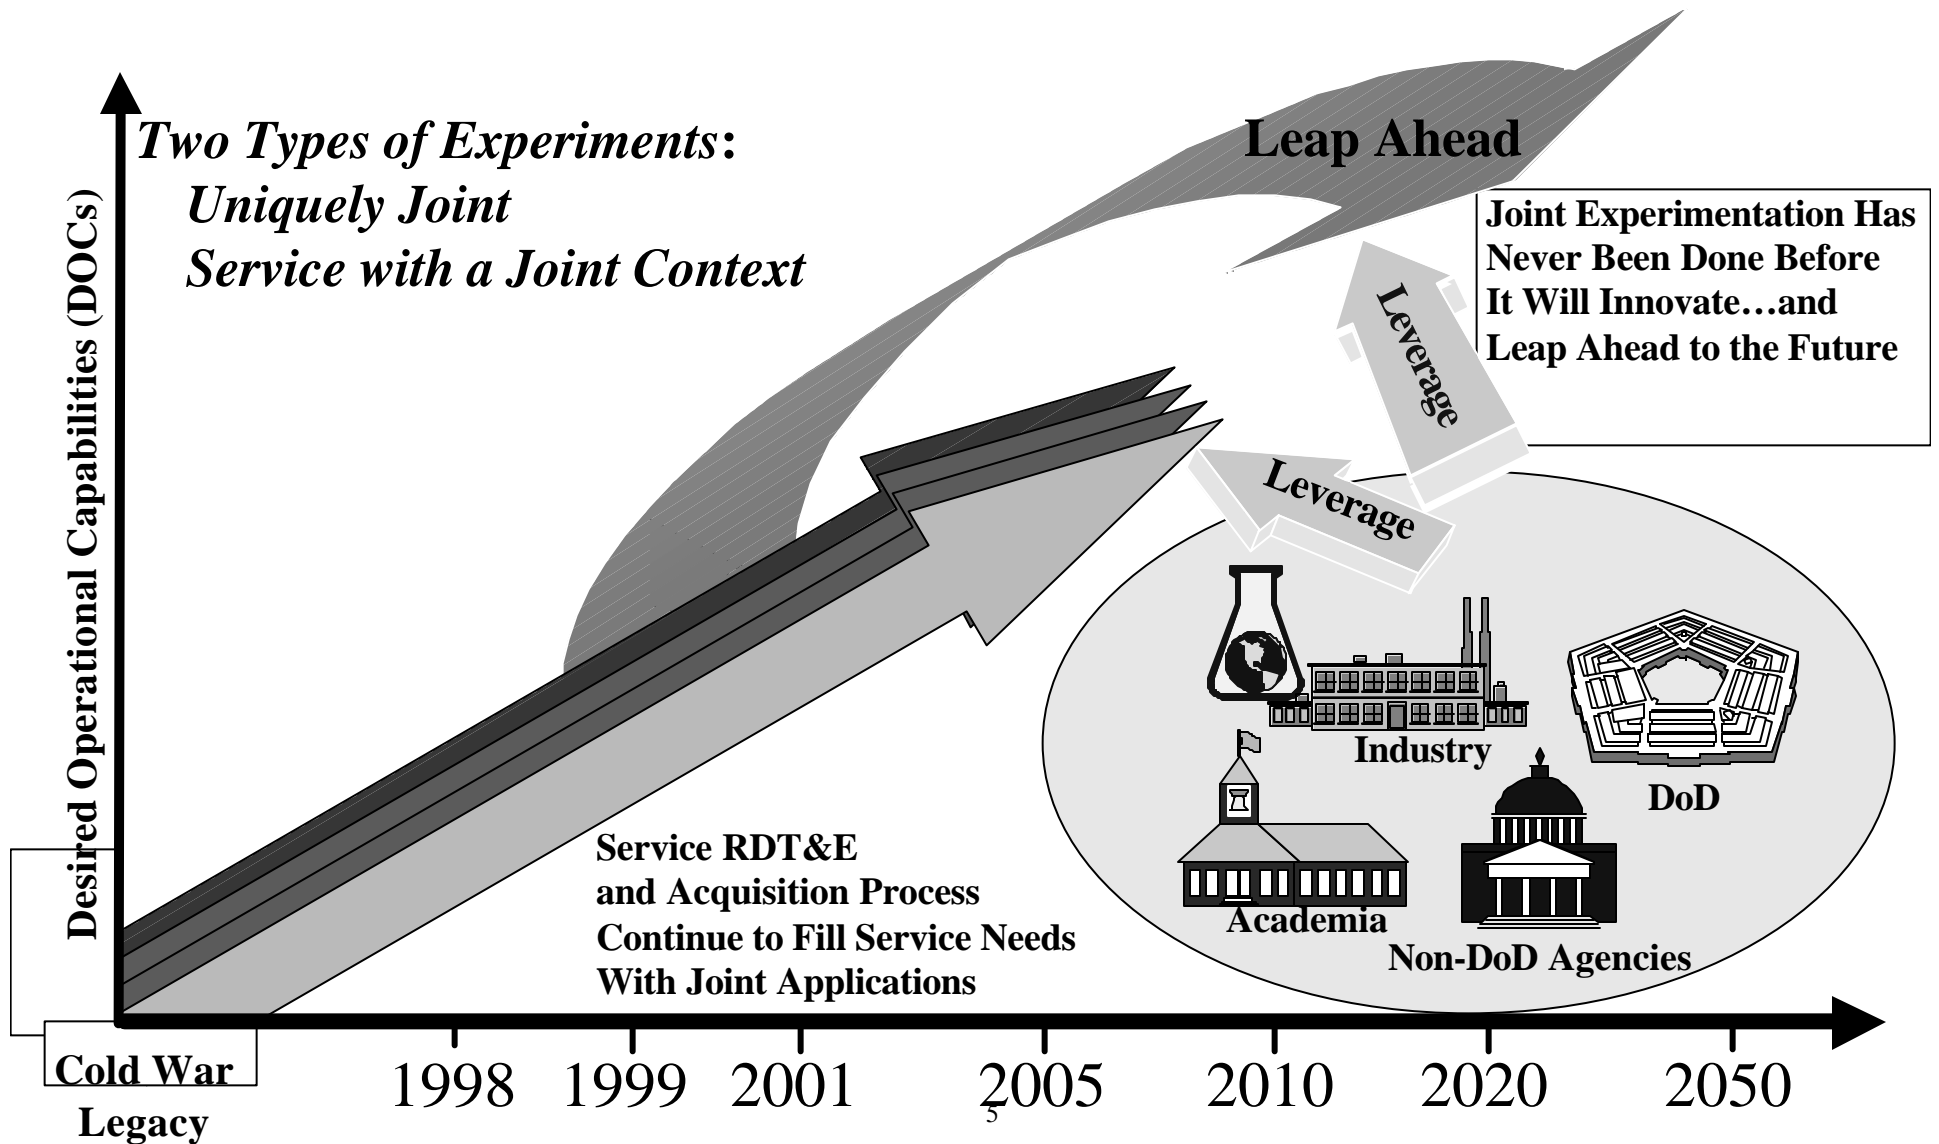 Two Types of Experiments:
Uniquely Joint
Service with a Joint Context
Leap Ahead
Desired Operational Capabilities (DOCs)
Joint Experimentation Has
Never Been Done Before
It Will Innovate…and
Leap Ahead to the Future
Leverage
Leverage
Industry
DoD
Academia
Non-DoD Agencies
Service RDT&E
and Acquisition Process
Continue to Fill Service Needs
With Joint Applications
Cold War
Legacy
1998 1999 2001 2005 2010 2020 2050
5